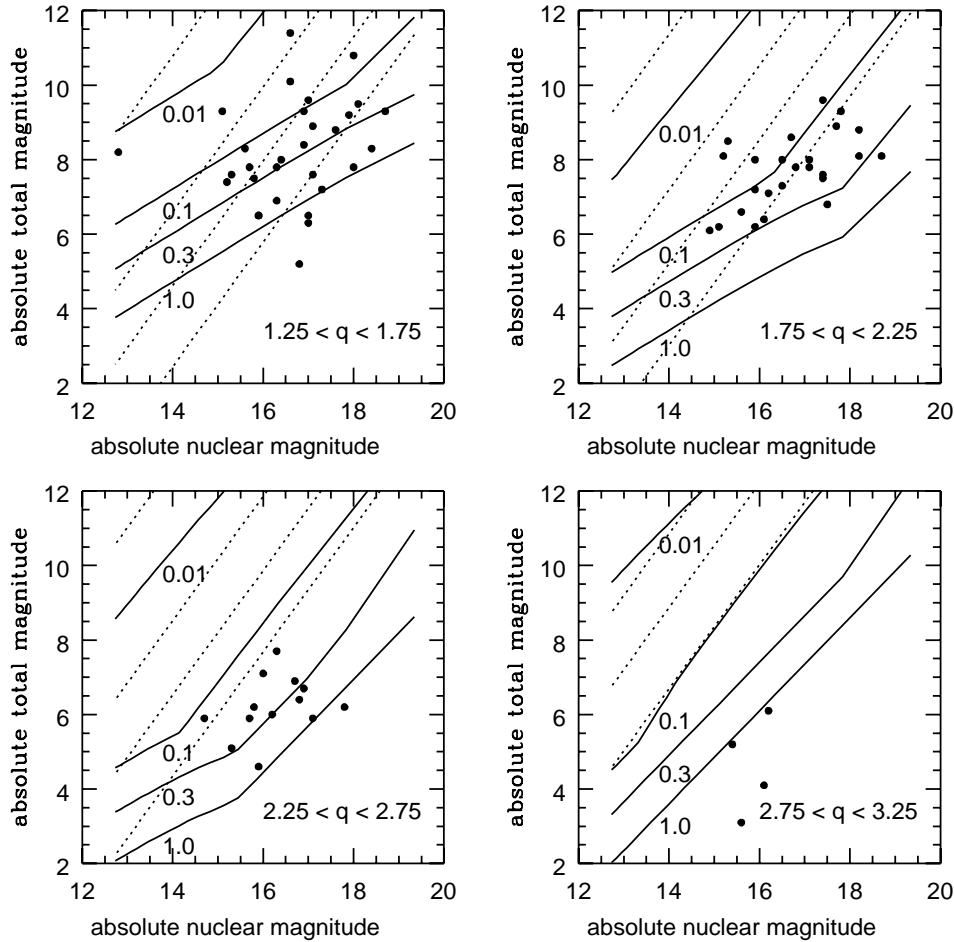 12
10
8
6
4
2
absolute total magnitude
0.01
0.1
0.3
1.0
1.25 < q < 1.75
12 14 16 18 20
absolute nuclear magnitude
12
10
8
6
4
2
absolute total magnitude
0.01
0.1
0.3
1.0
1.75 < q < 2.25
12 14 16 18 20
absolute nuclear magnitude
12
10
8
6
4
2
absolute total magnitude
0.01
0.1
0.3
1.0
2.25 < q < 2.75
12 14 16 18 20
absolute nuclear magnitude
12
10
8
6
4
2
absolute total magnitude
0.01
0.1
0.3
1.0
2.75 < q < 3.25
12 14 16 18 20
absolute nuclear magnitude